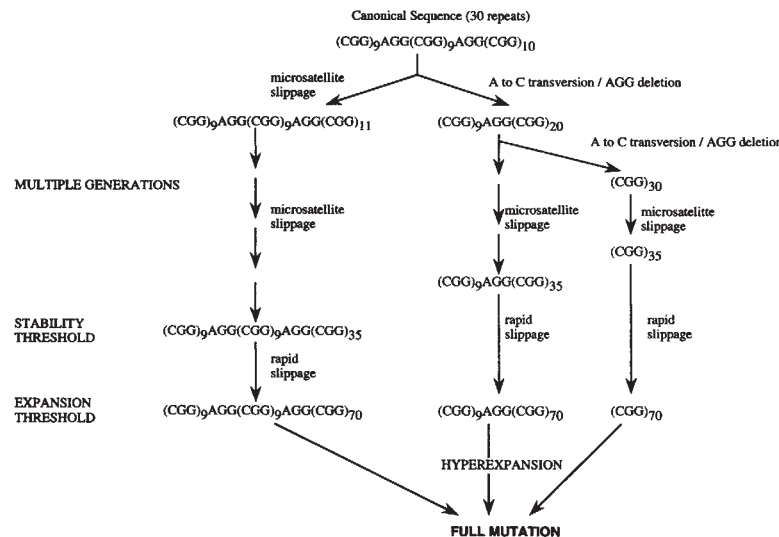 Canonical Sequence (30 repeats)
(CGG)9AGG(CGG)9AGG(CGG)10
microsatellite
slippage
A to C transversion / AGG deletion
(CGG)9AGG(CGG)9AGG(CGG)11
(CGG)9AGG(CGG)20
A to C transversion / AGG deletion
MULTIPLE GENERATIONS
(CGG)30
microsatellite
slippage
microsatellite
slippage
microsatelitte
slippage
(CGG)35
(CGG)9AGG(CGG)35
STABILITY
THRESHOLD
(CGG)9AGG(CGG)9AGG(CGG)35
rapid
slippage
rapid
slippage
rapid
slippage
EXPANSION
THRESHOLD
(CGG)9AGG(CGG)9AGG(CGG)70
(CGG)9AGG(CGG)70
(CGG)70
HYPEREXPANSION
FULL MUTATION